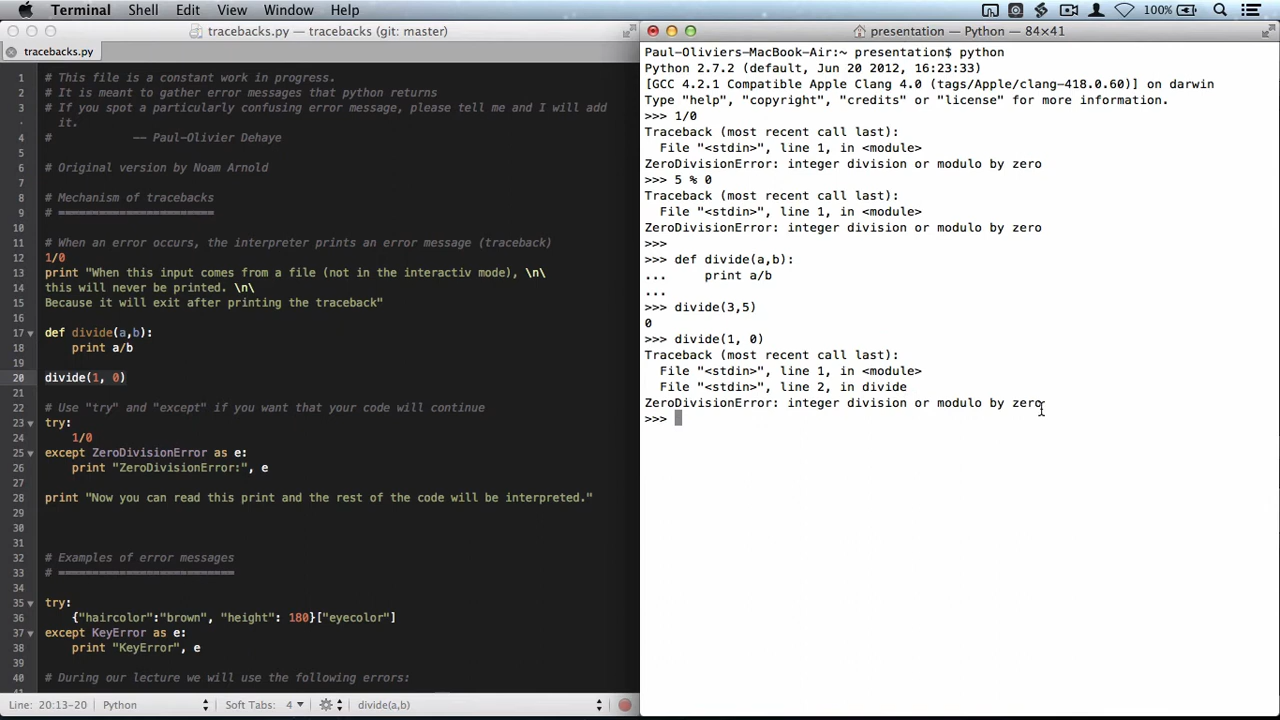 Terminal Shell Edit View Window Help 100%
tracebacks.py — tracebacks (git: master)
tracebacks.py
1 # This file is a constant work in progress.
2 # It is meant to gather error messages that python returns
3 # If you spot a particularly confusing error message, please tell me and I will add
· it.
4 # —— Paul-Olivier Dehaye
5
6 # Original version by Noam Arnold
7
8 # Mechanism of tracebacks
9 # =======================
10
11 # When an error occurs, the interpreter prints an error message (traceback)
12 1/0
13 print "When this input comes from a file (not in the interactiv mode), \n\
14 this will never be printed. \n\
15 Because it will exit after printing the traceback"
16
17 def divide(a,b):
18 print a/b
19
20 divide(1, 0)
21
22 # Use "try" and "except" if you want that your code will continue
23 try:
24 1/0
25 except ZeroDivisionError as e:
26 print "ZeroDivisionError:", e
27
28 print "Now you can read this print and the rest of the code will be interpreted."
29
30
31
32 # Examples of error messages
33 # ==========================
34
35 try:
36 {"haircolor":"brown", "height": 180}["eyecolor"]
37 except KeyError as e:
38 print "KeyError", e
39
40 # During our lecture we will use the following errors:
41
Line: 20:13-20 Python Soft Tabs: 4 divide(a,b)
presentation — Python — 84×41
Paul-Oliviers-MacBook-Air:~ presentation$ python
Python 2.7.2 (default, Jun 20 2012, 16:23:33)
[GCC 4.2.1 Compatible Apple Clang 4.0 (tags/Apple/clang-418.0.60)] on darwin
Type "help", "copyright", "credits" or "license" for more information.
>>> 1/0
Traceback (most recent call last):
File "<stdin>", line 1, in <module>
ZeroDivisionError: integer division or modulo by zero
>>> 5 % 0
Traceback (most recent call last):
File "<stdin>", line 1, in <module>
ZeroDivisionError: integer division or modulo by zero
>>>
>>> def divide(a,b):
... print a/b
...
>>> divide(3,5)
0
>>> divide(1, 0)
Traceback (most recent call last):
File "<stdin>", line 1, in <module>
File "<stdin>", line 2, in divide
ZeroDivisionError: integer division or modulo by zero
>>>